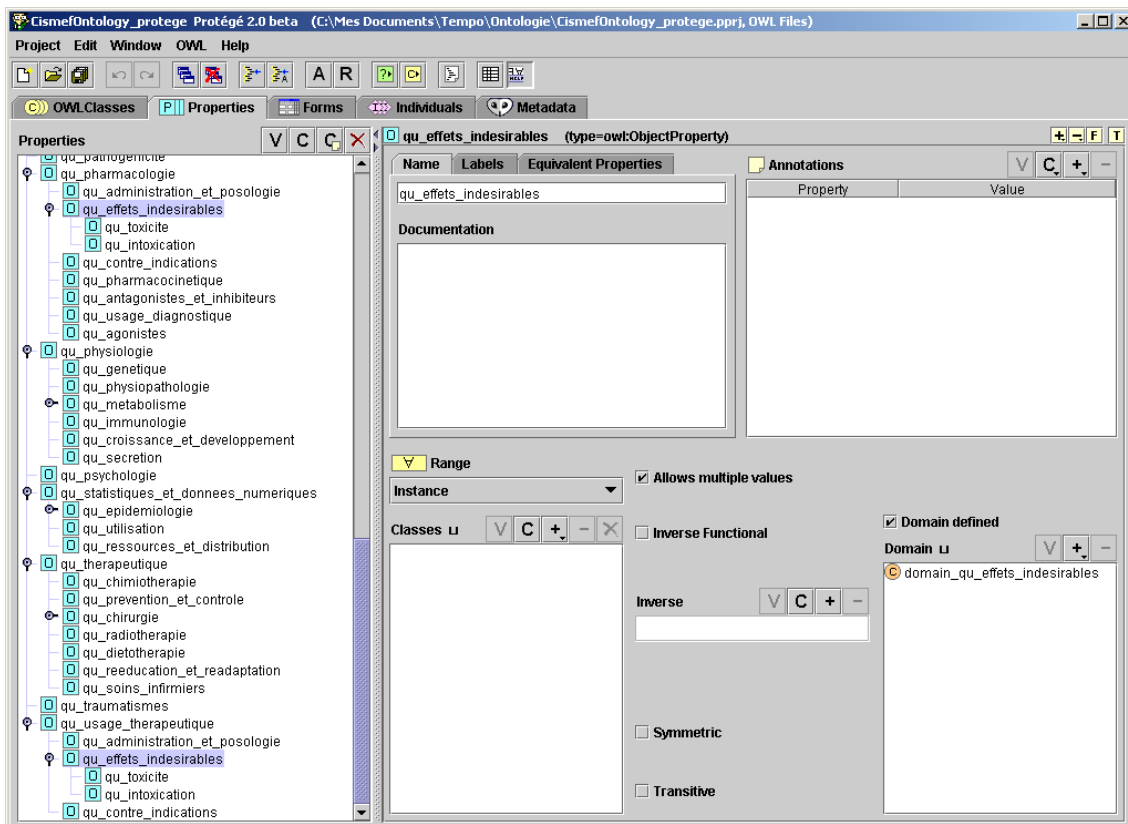 CismefOntology_protege Protégé 2.0 beta (C:\Mes Documents\Tempo\Ontologie\CismefOntology_protege.pprj, OWL Files)
Project Edit Window OWL Help
A R
OWLClasses Properties Forms Individuals Metadata
Properties V C C
qu_pathogenicite
qu_pharmacologie
qu_administration_et_posologie
qu_effets_indesirables
qu_toxicite
qu_intoxication
qu_contre_indications
qu_pharmacocinetique
qu_antagonistes_et_inhibiteurs
qu_usage_diagnostique
qu_agonistes
qu_physiologie
qu_genetique
qu_physiopathologie
qu_metabolisme
qu_immunologie
qu_croissance_et_developpement
qu_secretion
qu_psychologie
qu_statistiques_et_donnees_numeriques
qu_epidemiologie
qu_utilisation
qu_ressources_et_distribution
qu_therapeutique
qu_chimiotherapie
qu_prevention_et_controle
qu_chirurgie
qu_radiotherapie
qu_dietotherapie
qu_reeducation_et_readaptation
qu_soins_infirmiers
qu_traumatismes
qu_usage_therapeutique
qu_administration_et_posologie
qu_effets_indesirables
qu_toxicite
qu_intoxication
qu_contre_indications
qu_effets_indesirables (type=owl:ObjectProperty) F T
Name Labels Equivalent Properties
qu_effets_indesirables
Documentation
Annotations V C + −
Property Value
∀ Range
Instance
Classes ⊔ V C + − X
Allows multiple values
Inverse Functional
Inverse V C + −
Symmetric
Transitive
Domain defined
Domain ⊔ V + −
C domain_qu_effets_indesirables